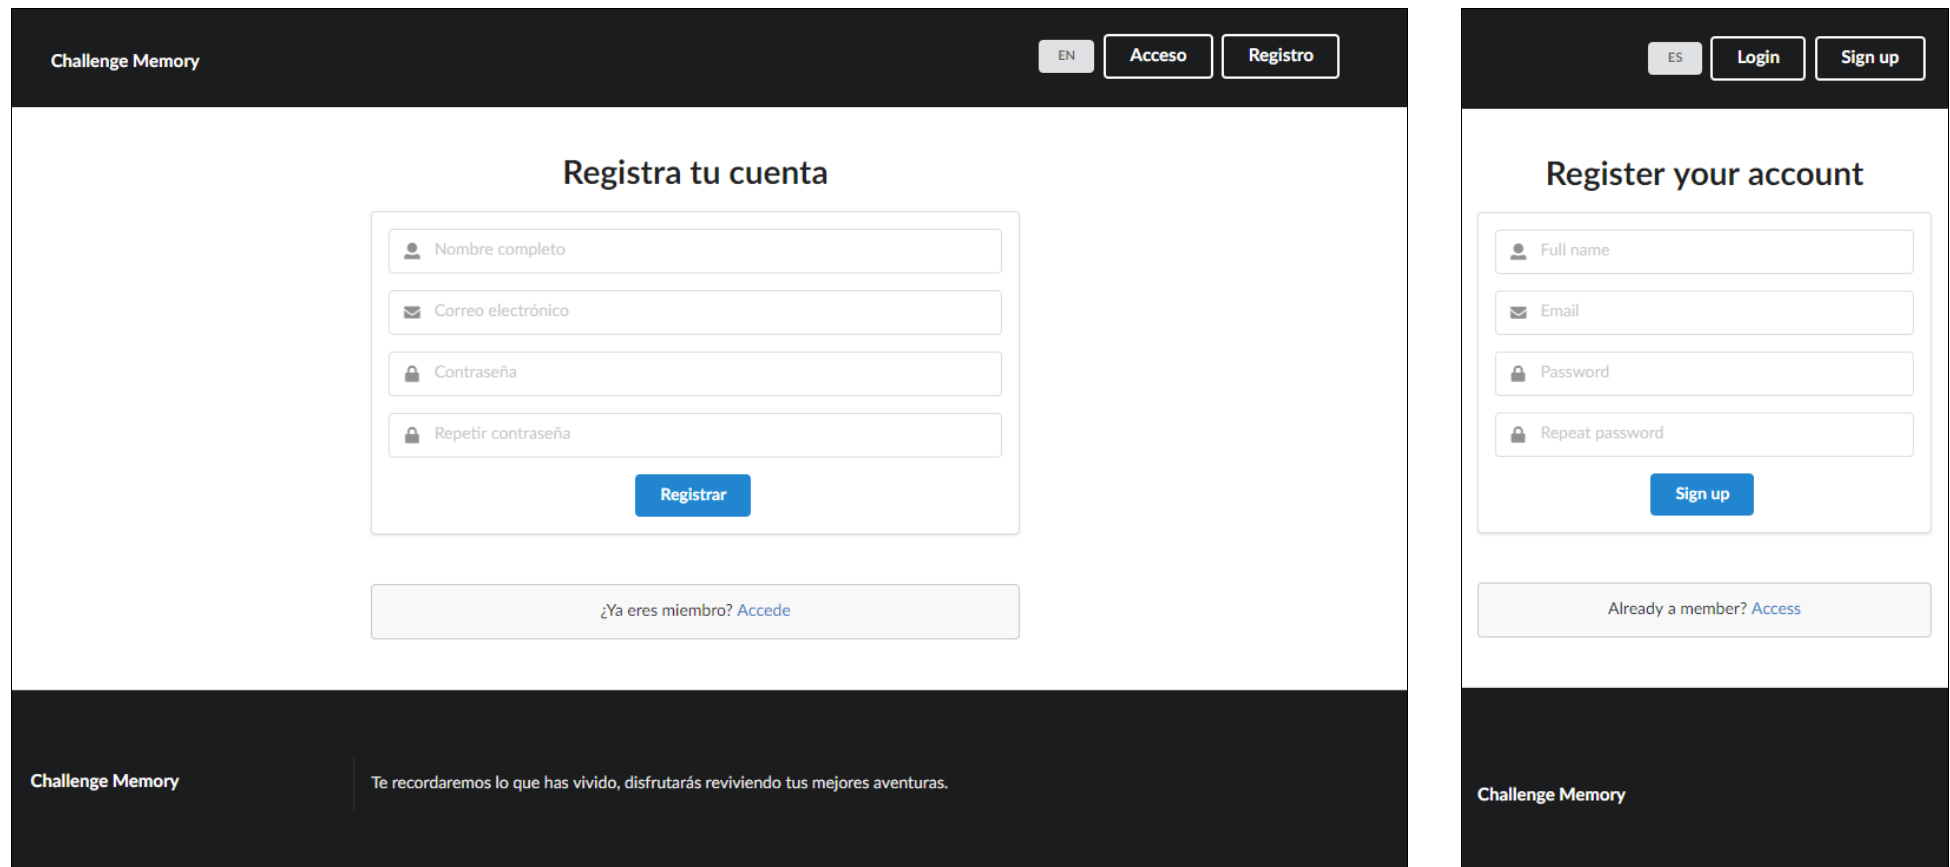 Challenge Memory
EN
Acceso
Registro
Registra tu cuenta
Nombre completo
Correo electrónico
Contraseña
Repetir contraseña
Registrar
¿Ya eres miembro? Accede
Challenge Memory
Te recordaremos lo que has vivido, disfrutarás reviviendo tus mejores aventuras.
ES
Login
Sign up
Register your account
Full name
Email
Password
Repeat password
Sign up
Already a member? Access
Challenge Memory